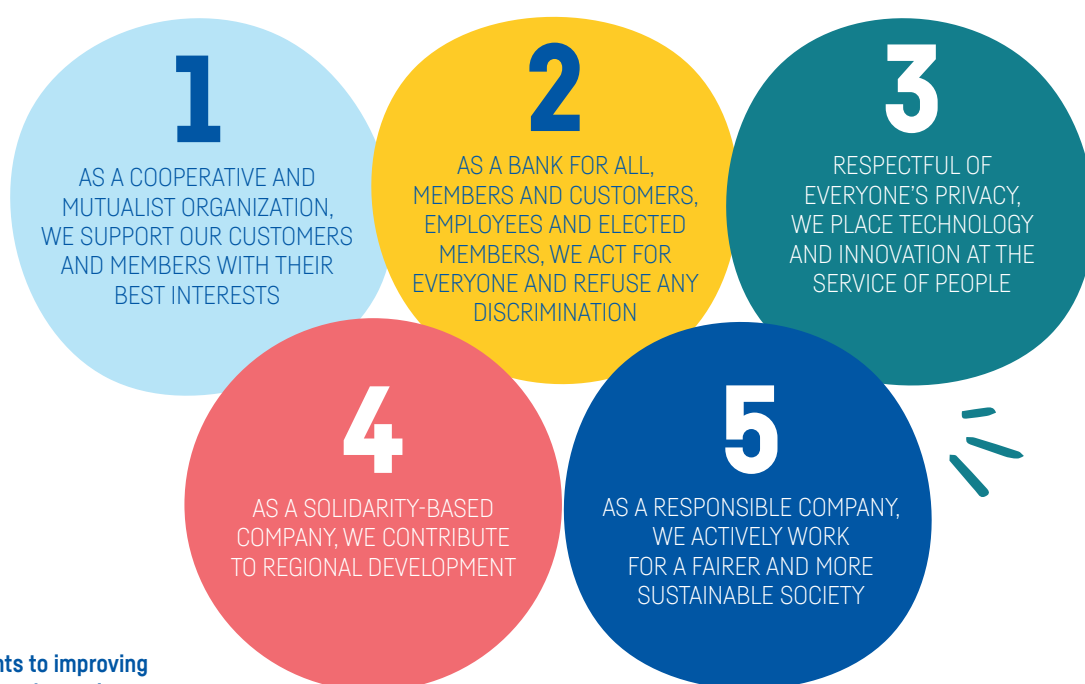 1
AS A COOPERATIVE AND
MUTUALIST ORGANIZATION,
WE SUPPORT OUR CUSTOMERS
AND MEMBERS WITH THEIR
BEST INTERESTS
2
AS A BANK FOR ALL,
MEMBERS AND CUSTOMERS,
EMPLOYEES AND ELECTED
MEMBERS, WE ACT FOR
EVERYONE AND REFUSE ANY
DISCRIMINATION
3
RESPECTFUL OF
EVERYONE'S PRIVACY,
WE PLACE TECHNOLOGY
AND INNOVATION AT THE
SERVICE OF PEOPLE
4
AS A SOLIDARITY-BASED
COMPANY, WE CONTRIBUTE
TO REGIONAL DEVELOPMENT
5
AS A RESPONSIBLE COMPANY,
WE ACTIVELY WORK
FOR A FAIRER AND MORE
SUSTAINABLE SOCIETY
to improving